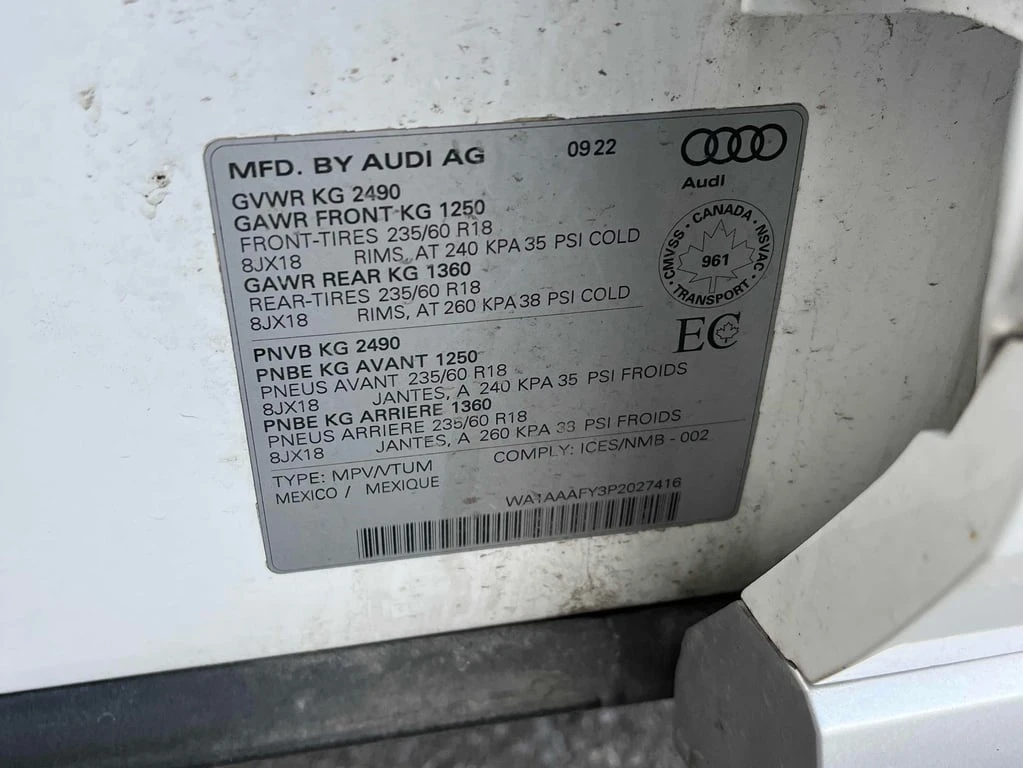 MFD. BY AUDI AG 09 22
Audi
GVWR KG 2490
GAWR FRONT KG 1250
FRONT-TIRES 235/60 R18
8JX18 RIMS, AT 240 KPA 35 PSI COLD
GAWR REAR KG 1360
REAR-TIRES 235/60 R18
8JX18 RIMS, AT 260 KPA 38 PSI COLD
CANADA · NSVAC · TRANSPORT · CMVSS ·
961
EC
PNVB KG 2490
PNBE KG AVANT 1250
PNEUS AVANT 235/60 R18
8JX18 JANTES, A 240 KPA 35 PSI FROIDS
PNBE KG ARRIERE 1360
PNEUS ARRIERE 235/60 R18
8JX18 JANTES, A 260 KPA 38 PSI FROIDS
TYPE: MPV/VTUM COMPLY: ICES/NMB - 002
MEXICO / MEXIQUE
WA1AAAFY3P2027416